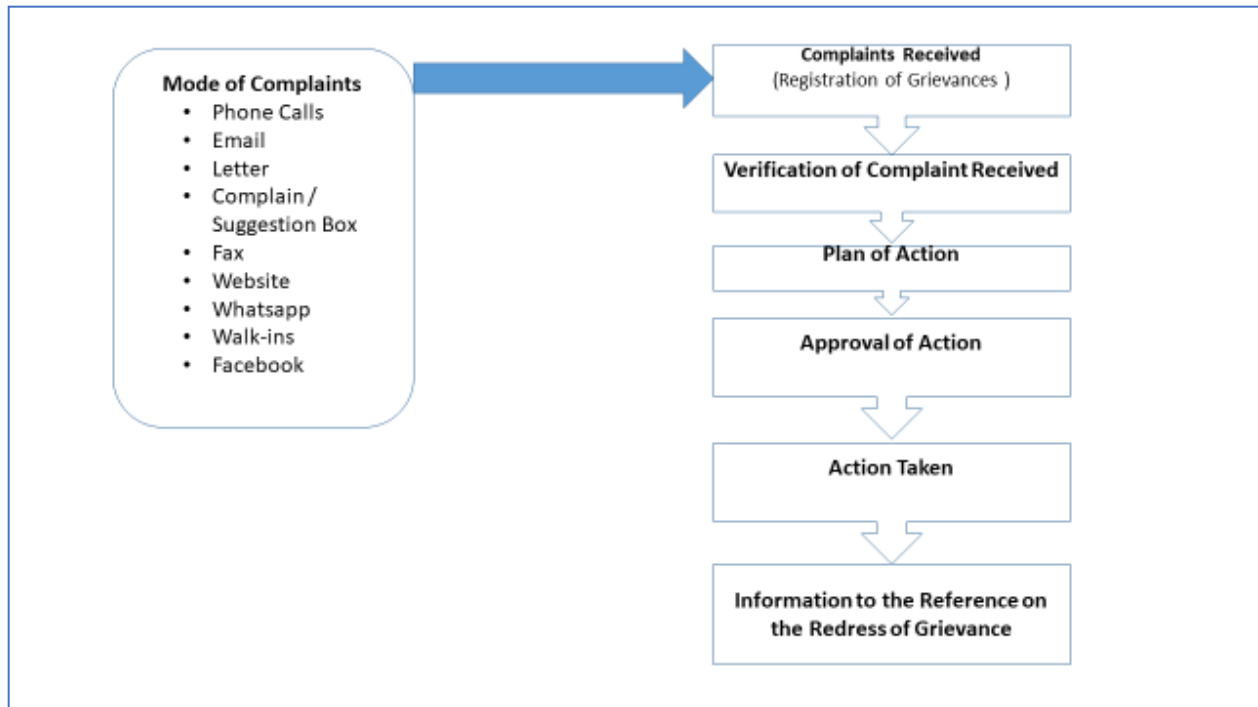 Mode of Complaints
• Phone Calls
• Email
• Letter
• Complain /
Suggestion Box
• Fax
• Website
• Whatsapp
• Walk-ins
• Facebook
Complaints Received
(Registration of Grievances )
Verification of Complaint Received
Plan of Action
Approval of Action
Action Taken
Information to the Reference on
the Redress of Grievance